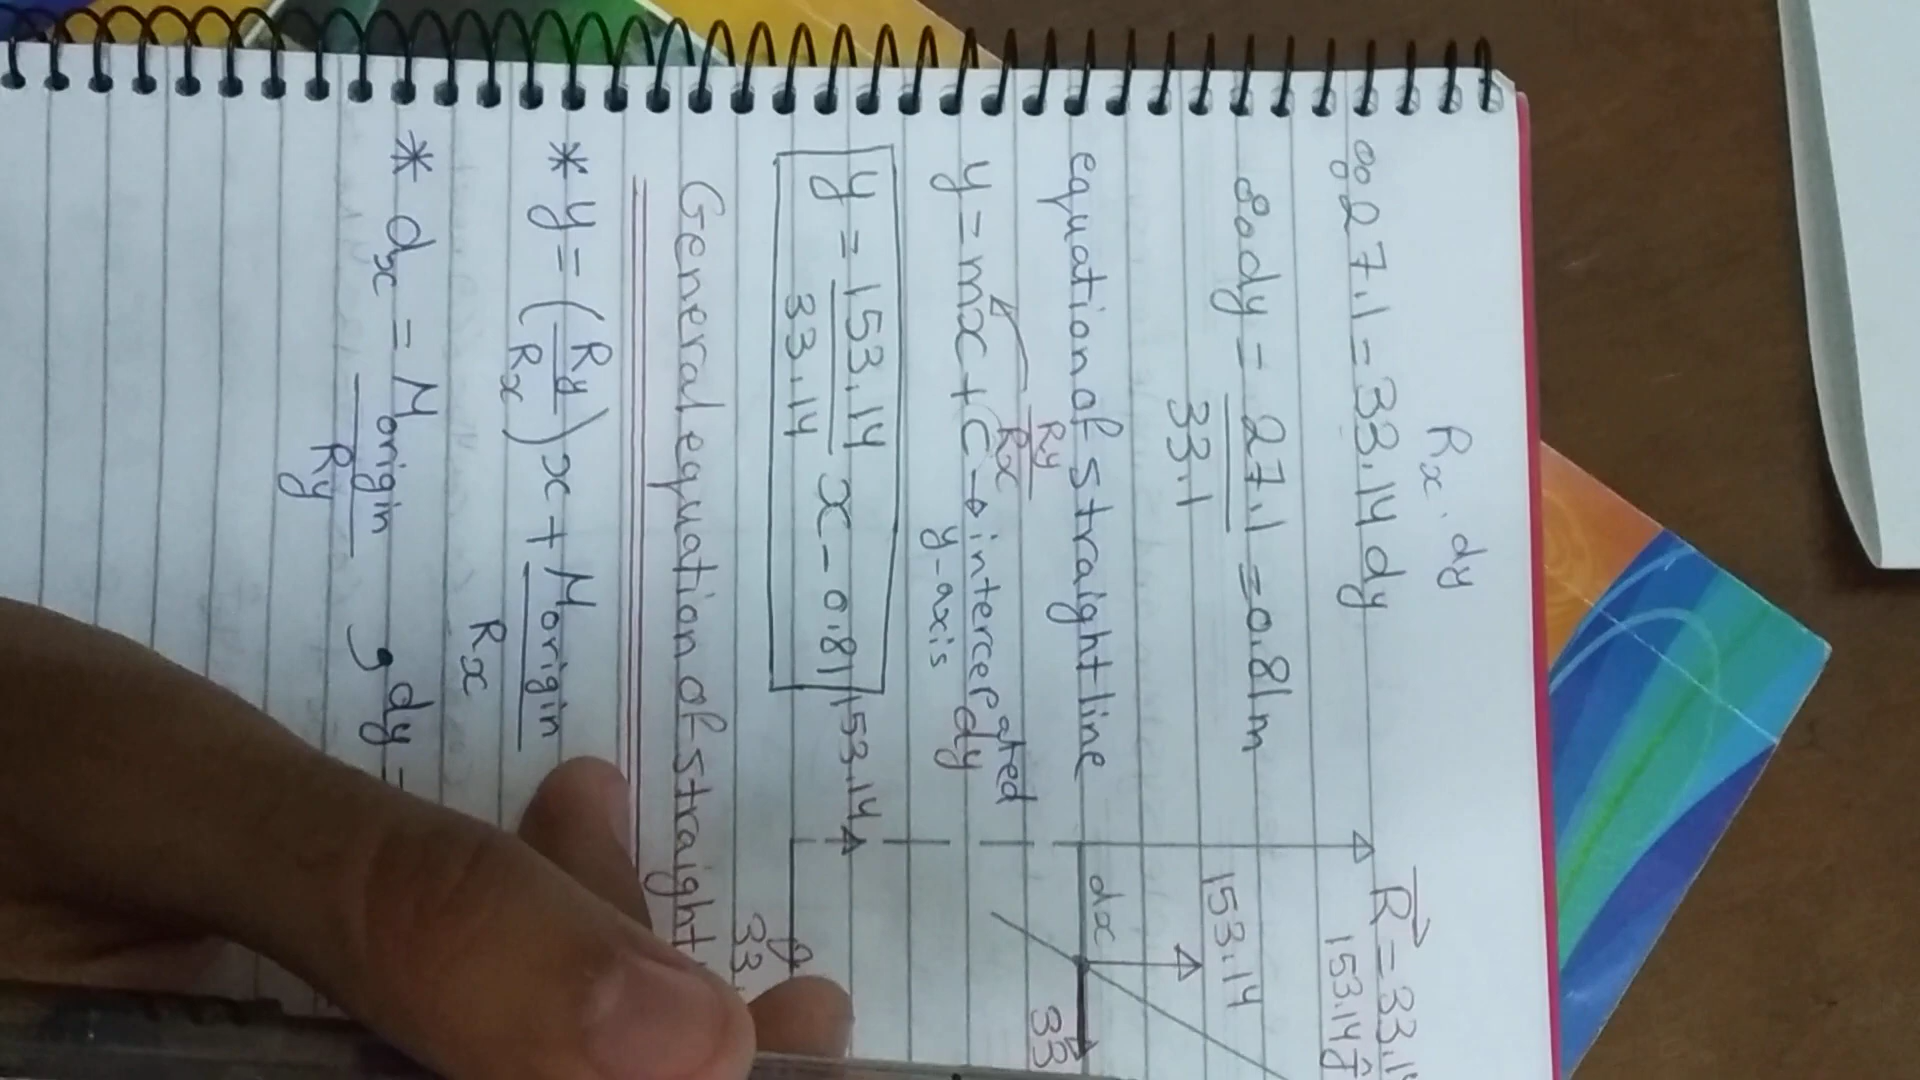 Rx . dy
∴ 27.1 = 33.14 dy
R = 33.1
153.14 j
∴ dy = 27.1 / 33.1 = 0.81 m
153.14
equation of straight line
dx
33
Ry / Rx
y = mx + C → intercepated dy
y-axis
y = 153.14 / 33.14 x - 0.81
153.14
33
General equation of straight
* y = (Ry / Rx) x + Morigin / Rx
* dx = Morigin / Ry , dy =